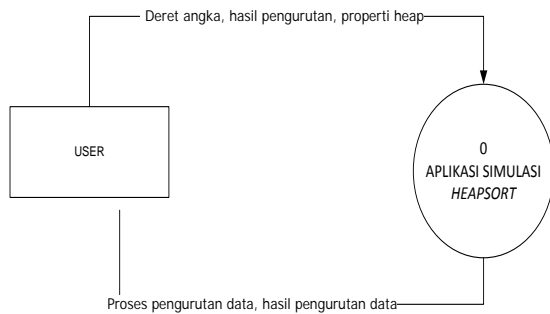 Deret angka, hasil pengurutan, properti heap
USER
0
APLIKASI SIMULASI
HEAPSORT
Proses pengurutan data, hasil pengurutan data